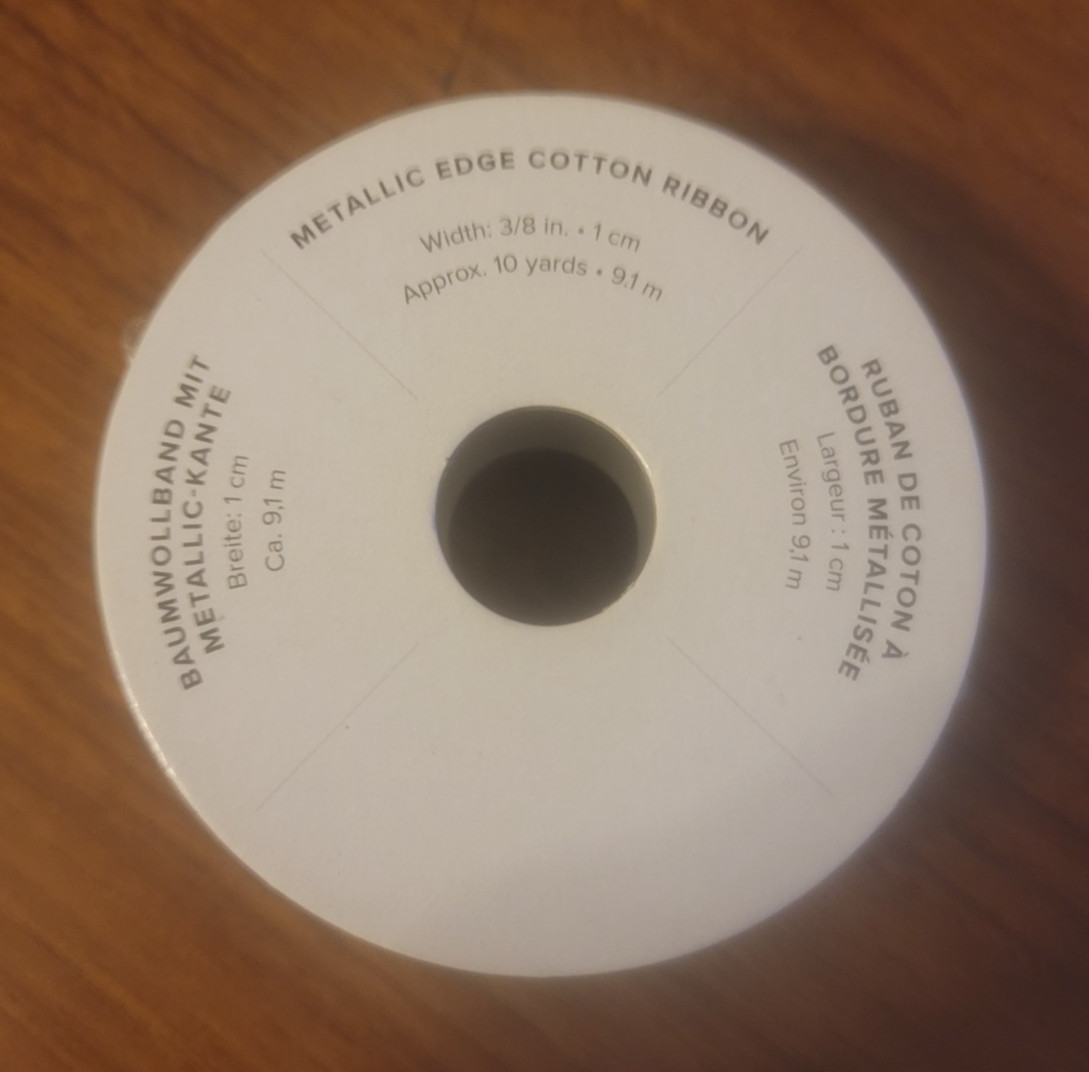 METALLIC EDGE COTTON RIBBON
Width: 3/8 in. • 1 cm
Approx. 10 yards • 9.1 m
RUBAN DE COTON À
BORDURE MÉTALLISÉE
Largeur : 1 cm
Environ 9,1 m
BAUMWOLLBAND MIT
METALLIC-KANTE
Breite: 1 cm
Ca. 9,1 m